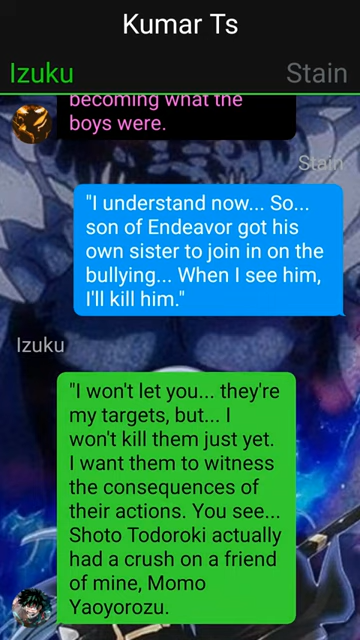 Kumar Ts
Izuku
Stain
becoming what the
boys were.
Stain
"I understand now... So...
son of Endeavor got his
own sister to join in on the
bullying... When I see him,
I'll kill him."
Izuku
"I won't let you... they're
my targets, but... I
won't kill them just yet.
I want them to witness
the consequences of
their actions. You see...
Shoto Todoroki actually
had a crush on a friend
of mine, Momo
Yaoyorozu.